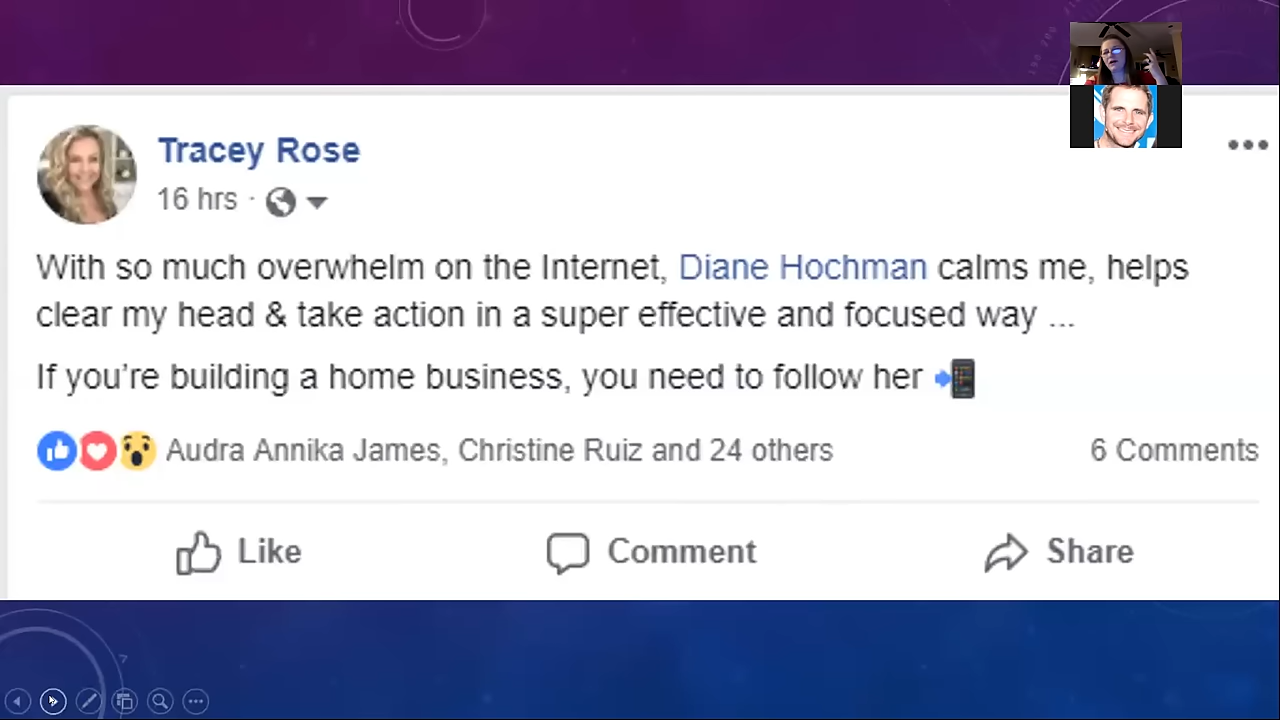 Tracey Rose
16 hrs ·
With so much overwhelm on the Internet, Diane Hochman calms me, helps
clear my head & take action in a super effective and focused way ...
If you’re building a home business, you need to follow her 📲
Audra Annika James, Christine Ruiz and 24 others
6 Comments
Like
Comment
Share